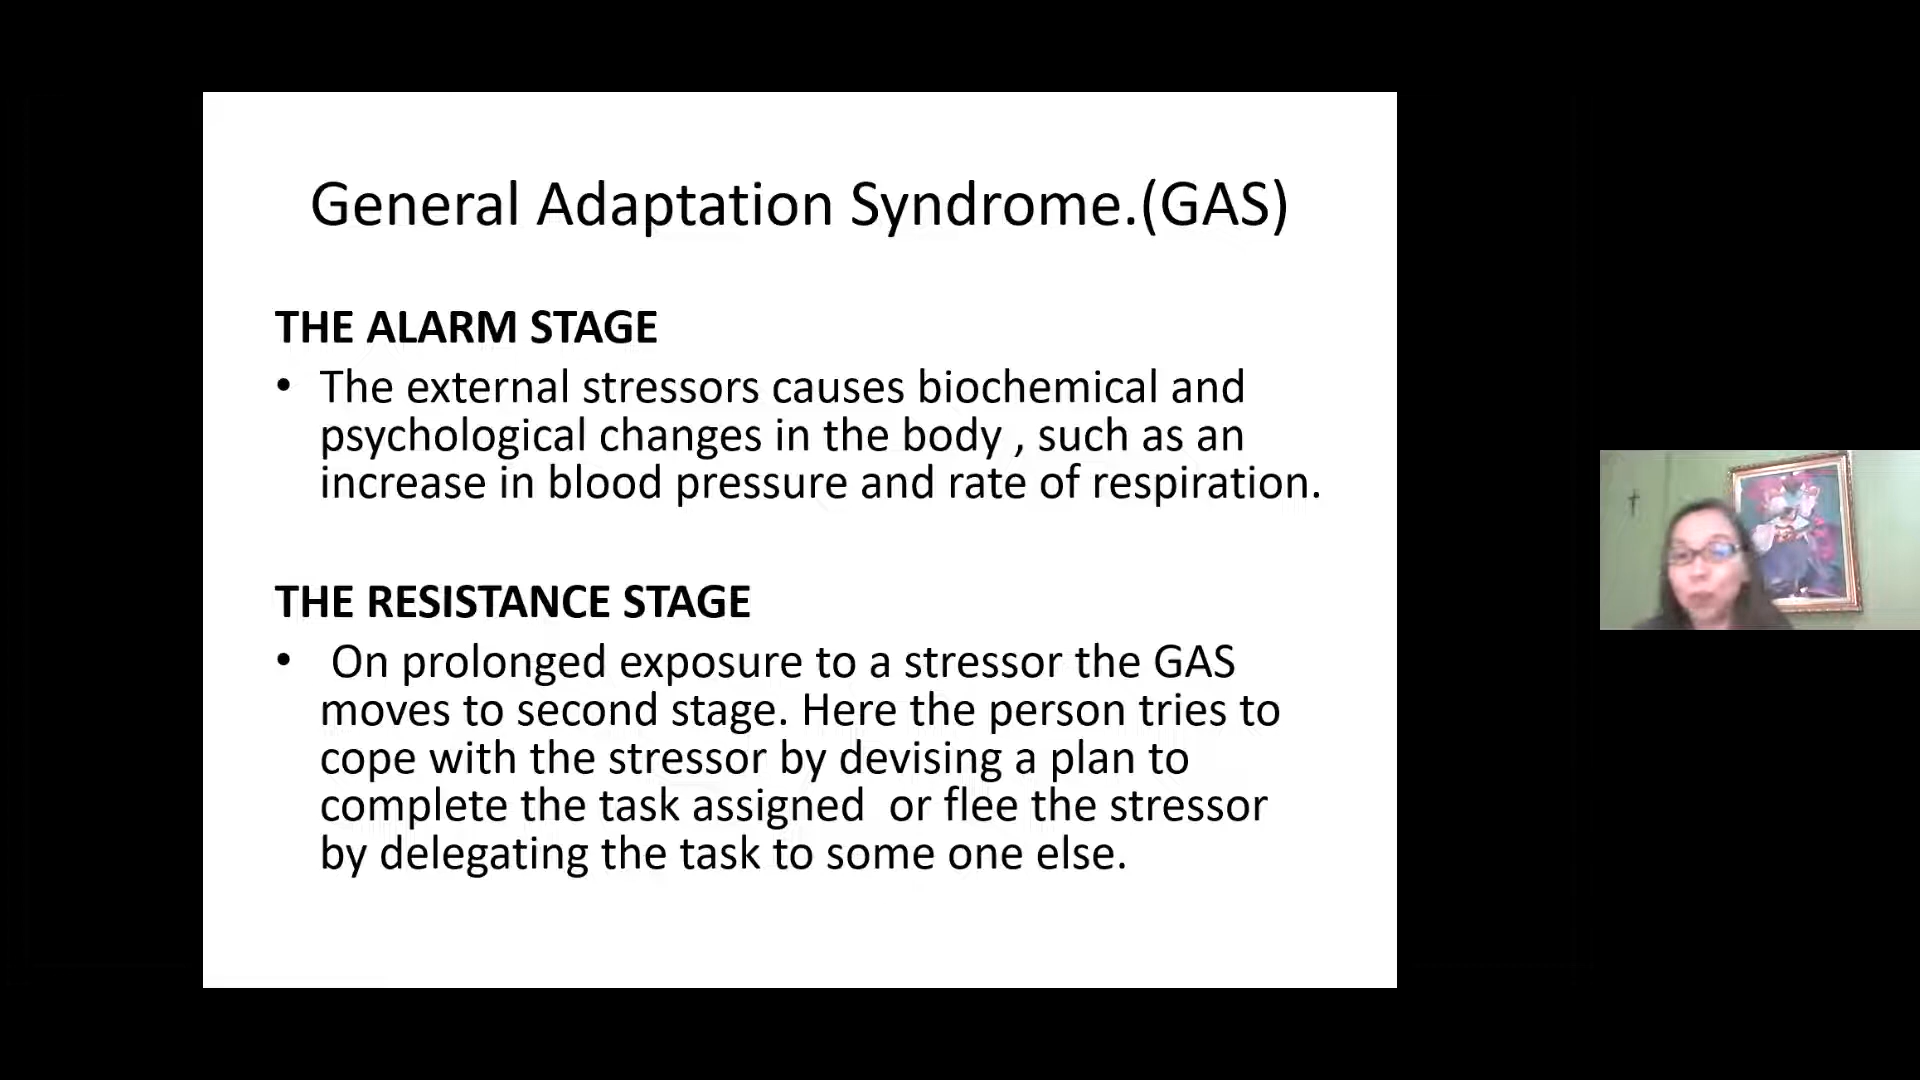 General Adaptation Syndrome.(GAS)
THE ALARM STAGE
• The external stressors causes biochemical and
psychological changes in the body , such as an
increase in blood pressure and rate of respiration.
THE RESISTANCE STAGE
• On prolonged exposure to a stressor the GAS
moves to second stage. Here the person tries to
cope with the stressor by devising a plan to
complete the task assigned  or flee the stressor
by delegating the task to some one else.